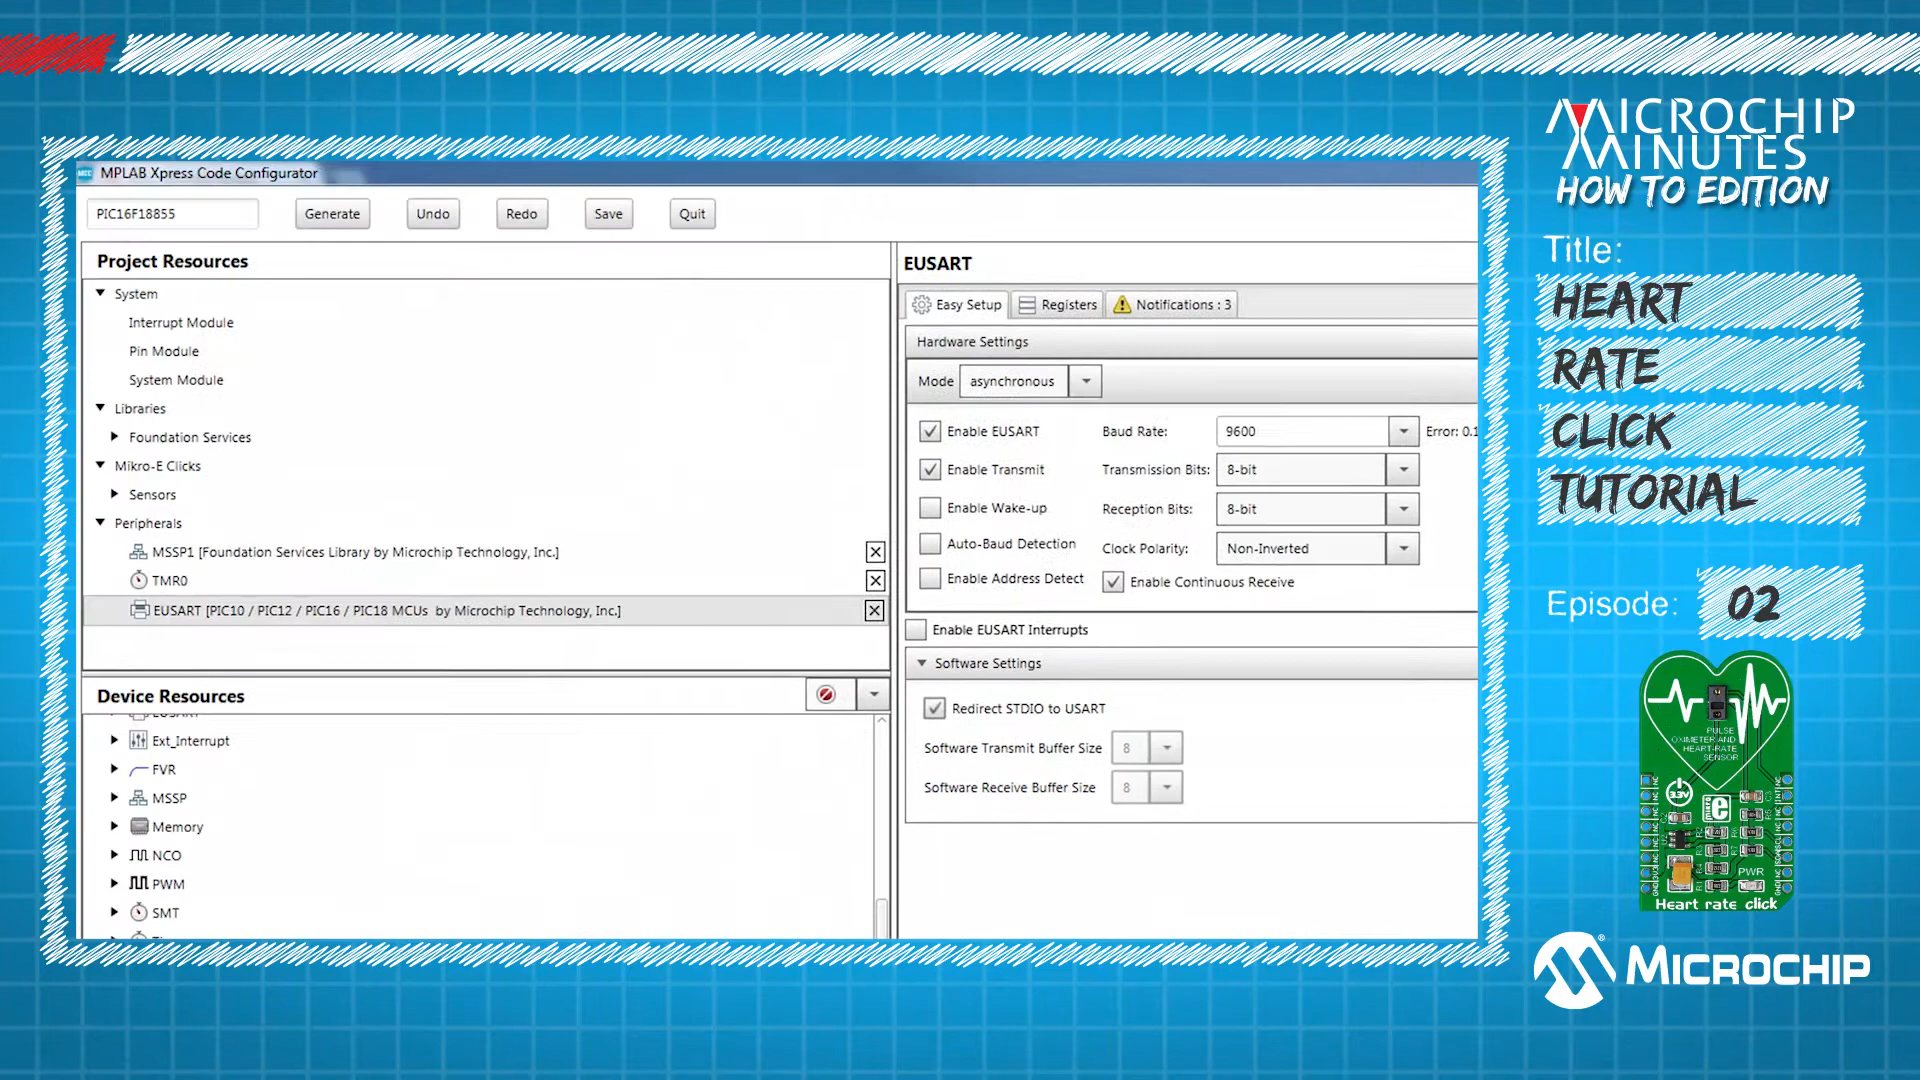 MICROCHIP
MINUTES
HOW TO EDITION
Title:
HEART
RATE
CLICK
TUTORIAL
Episode: 02
MPLAB Xpress Code Configurator
PIC16F18855
Generate
Undo
Redo
Save
Quit
Project Resources
System
Interrupt Module
Pin Module
System Module
Libraries
Foundation Services
Mikro-E Clicks
Sensors
Peripherals
MSSP1 [Foundation Services Library by Microchip Technology, Inc.]
TMR0
EUSART [PIC10 / PIC12 / PIC16 / PIC18 MCUs by Microchip Technology, Inc.]
Device Resources
Ext_Interrupt
FVR
MSSP
Memory
NCO
PWM
SMT
EUSART
Easy Setup
Registers
Notifications : 3
Hardware Settings
Mode asynchronous
Enable EUSART
Baud Rate: 9600 Error: 0.1
Enable Transmit
Transmission Bits: 8-bit
Enable Wake-up
Reception Bits: 8-bit
Auto-Baud Detection
Clock Polarity: Non-Inverted
Enable Address Detect
Enable Continuous Receive
Enable EUSART Interrupts
Software Settings
Redirect STDIO to USART
Software Transmit Buffer Size 8
Software Receive Buffer Size 8
PULSE
OXIMETER AND
HEART-RATE
SENSOR
3.3V
PWR
Heart rate click
MICROCHIP